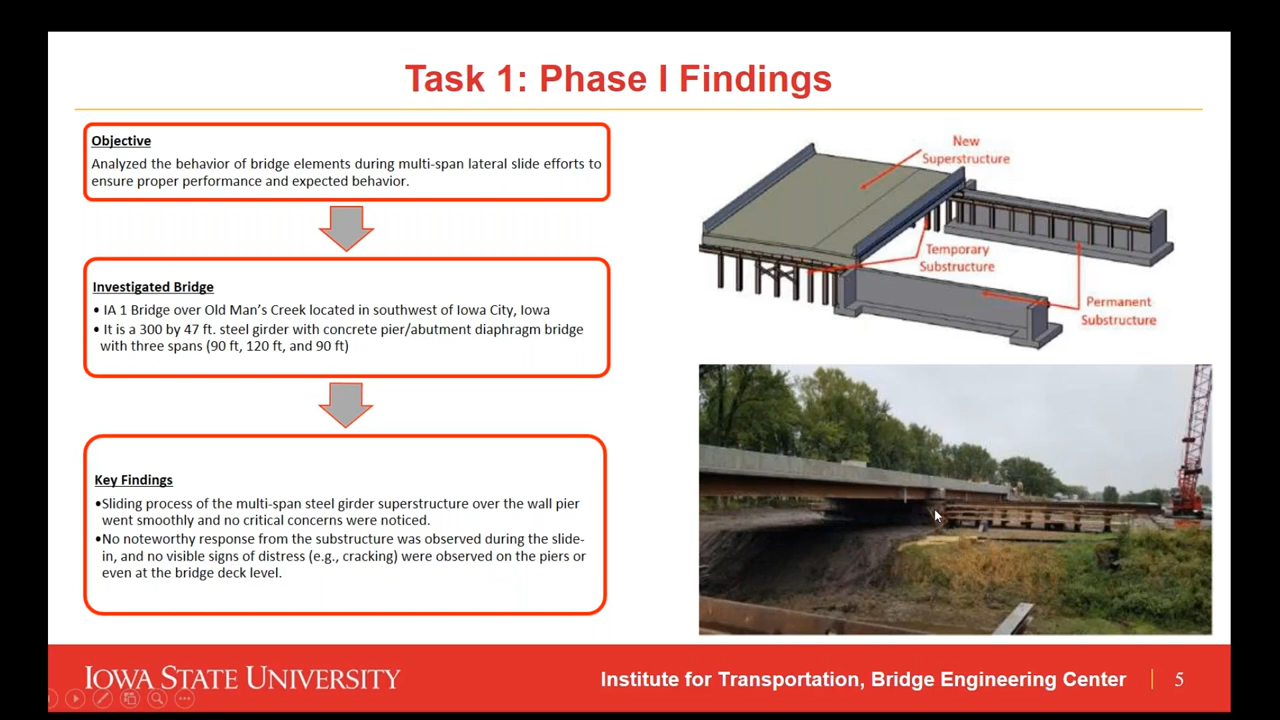 Task 1: Phase I Findings
Objective
Analyzed the behavior of bridge elements during multi-span lateral slide efforts to
ensure proper performance and expected behavior.
Investigated Bridge
• IA 1 Bridge over Old Man's Creek located in southwest of Iowa City, Iowa
• It is a 300 by 47 ft. steel girder with concrete pier/abutment diaphragm bridge
with three spans (90 ft, 120 ft, and 90 ft)
Key Findings
•Sliding process of the multi-span steel girder superstructure over the wall pier
went smoothly and no critical concerns were noticed.
•No noteworthy response from the substructure was observed during the slide-
in, and no visible signs of distress (e.g., cracking) were observed on the piers or
even at the bridge deck level.
New
Superstructure
Temporary
Substructure
Permanent
Substructure
IOWA STATE UNIVERSITY
Institute for Transportation, Bridge Engineering Center
5